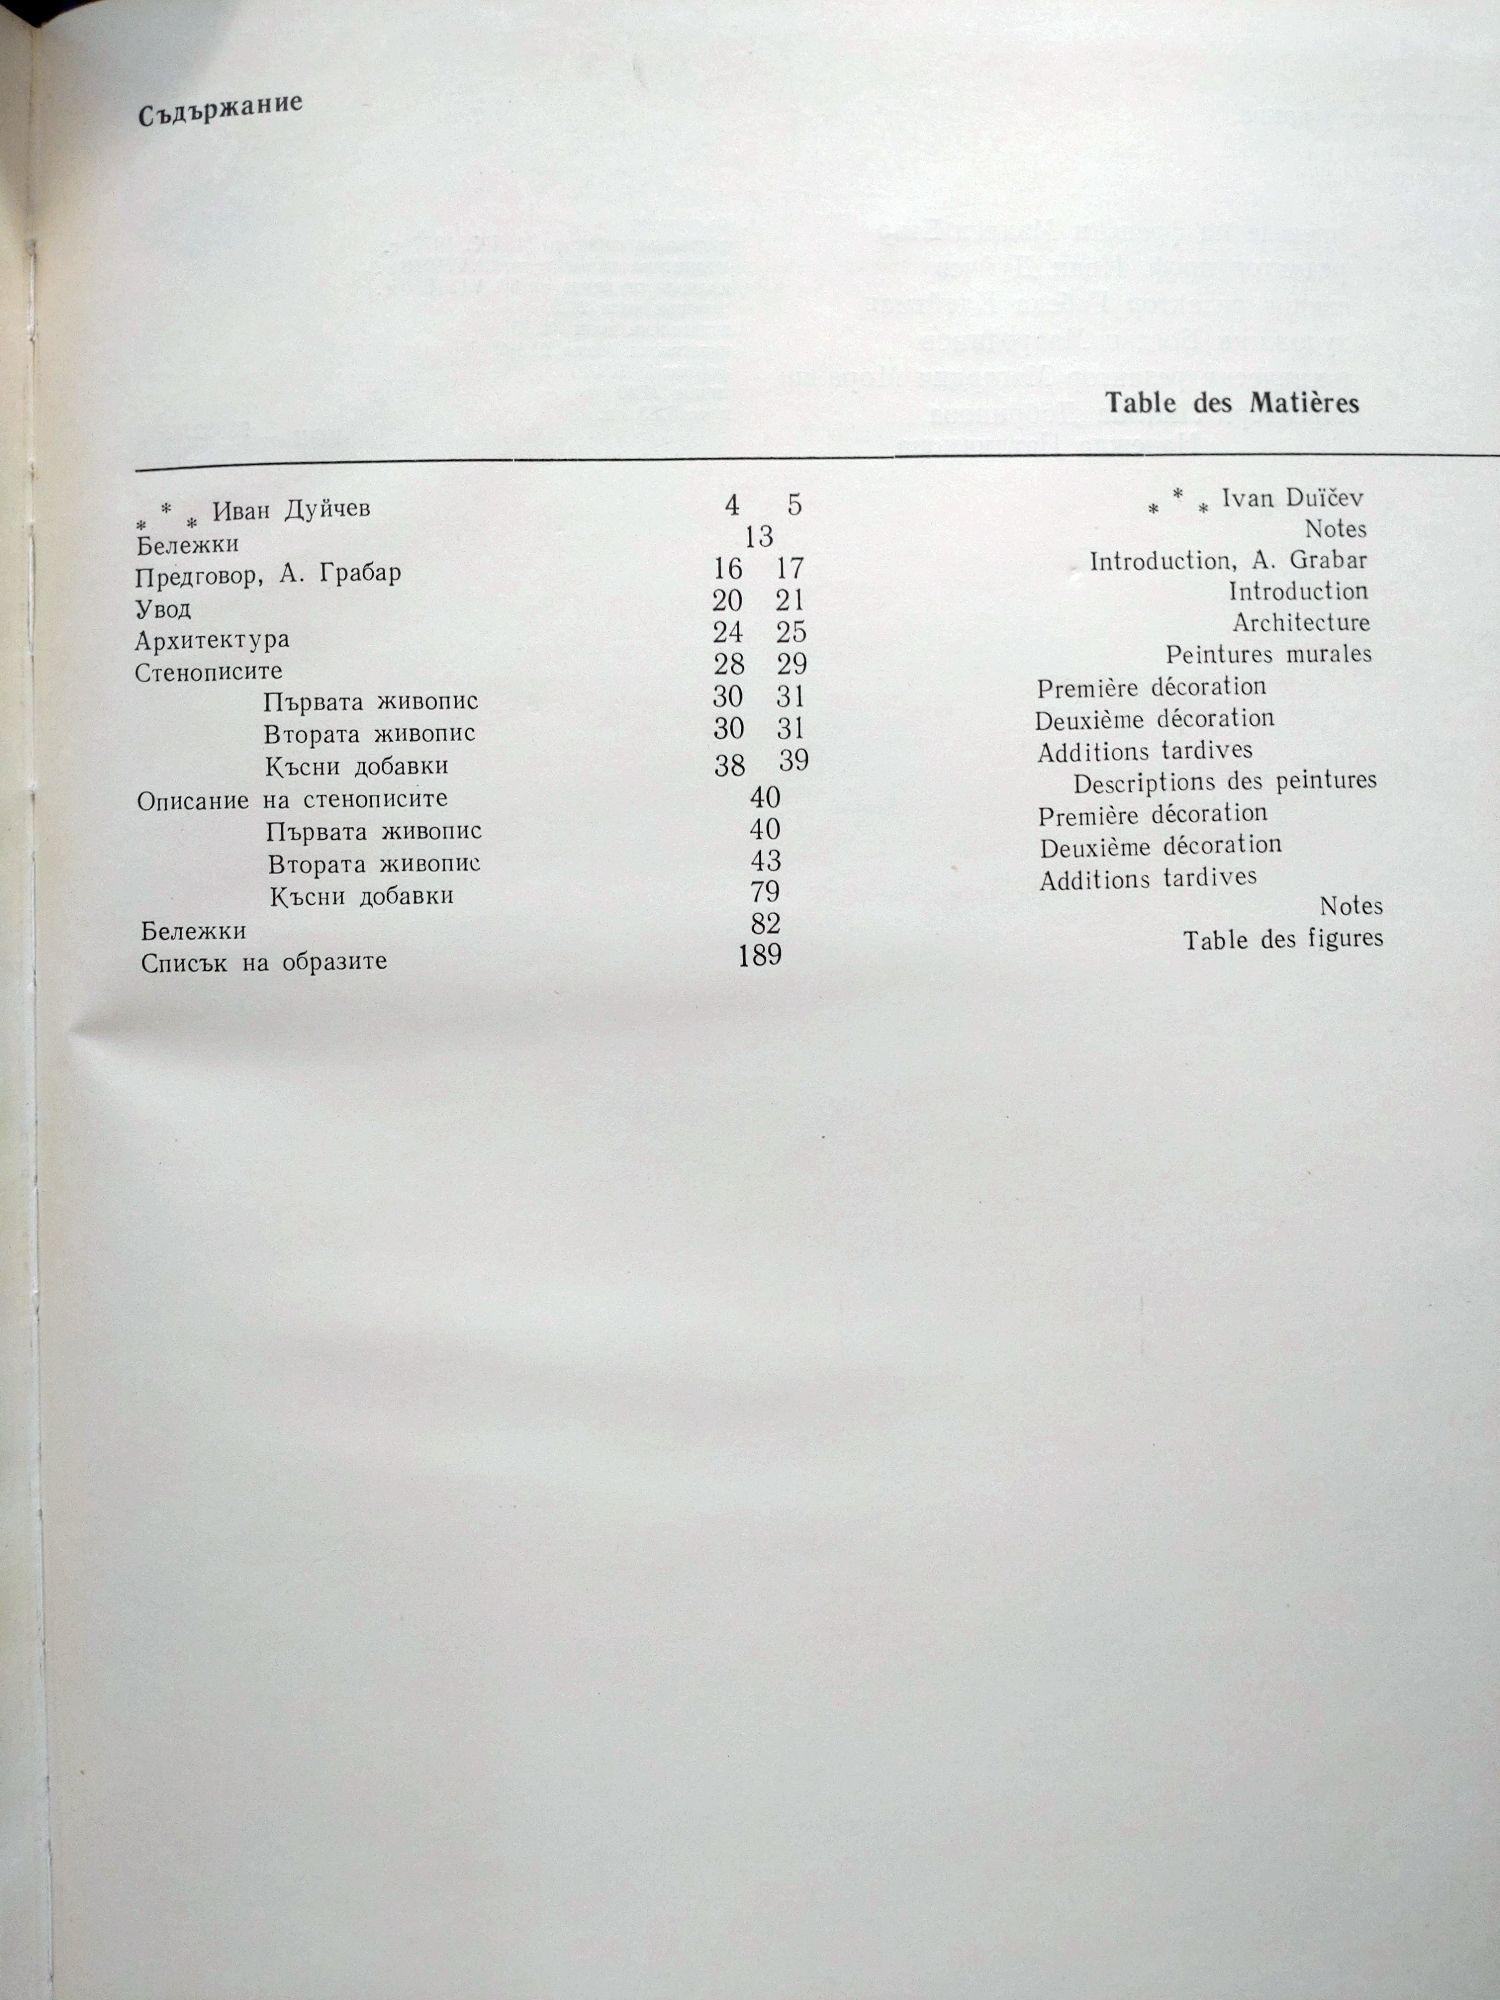 Съдържание
Table des Matières
* * * Иван Дуйчев 4 5 * * * Ivan Duïčev
Бележки 13 Notes
Предговор, А. Грабар 16 17 Introduction, A. Grabar
Увод 20 21 Introduction
Архитектура 24 25 Architecture
Стенописите 28 29 Peintures murales
Първата живопис 30 31 Première décoration
Втората живопис 30 31 Deuxième décoration
Късни добавки 38 39 Additions tardives
Описание на стенописите 40 Descriptions des peintures
Първата живопис 40 Première décoration
Втората живопис 43 Deuxième décoration
Късни добавки 79 Additions tardives
Бележки 82 Notes
Списък на образите 189 Table des figures